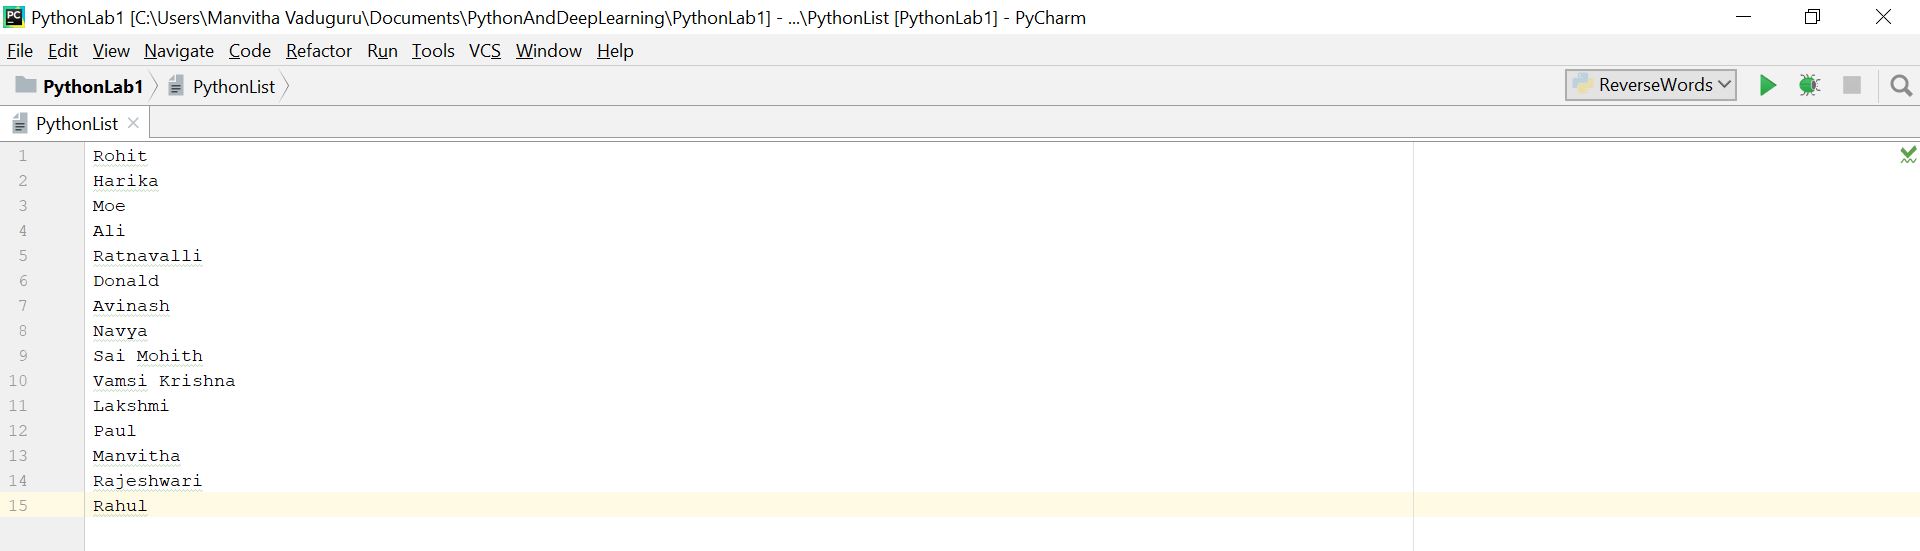 PythonLab1 [C:\Users\Manvitha Vaduguru\Documents\PythonAndDeepLearning\PythonLab1] - ...\PythonList [PythonLab1] - PyCharm
File Edit View Navigate Code Refactor Run Tools VCS Window Help
PythonLab1 PythonList ReverseWords
PythonList
1 Rohit
2 Harika
3 Moe
4 Ali
5 Ratnavalli
6 Donald
7 Avinash
8 Navya
9 Sai Mohith
10 Vamsi Krishna
11 Lakshmi
12 Paul
13 Manvitha
14 Rajeshwari
15 Rahul